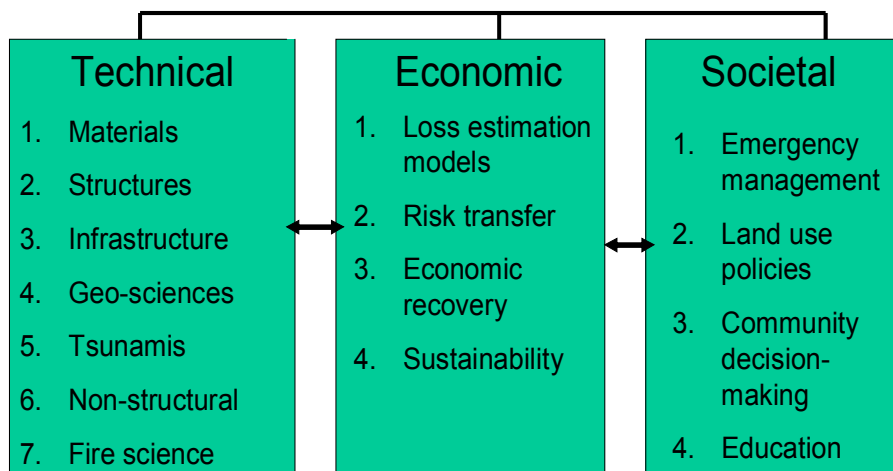 Technical
1. Materials
2. Structures
3. Infrastructure
4. Geo-sciences
5. Tsunamis
6. Non-structural
7. Fire science
Economic
1. Loss estimation
models
2. Risk transfer
3. Economic
recovery
4. Sustainability
Societal
1. Emergency
management
2. Land use
policies
3. Community
decision-
making
4. Education